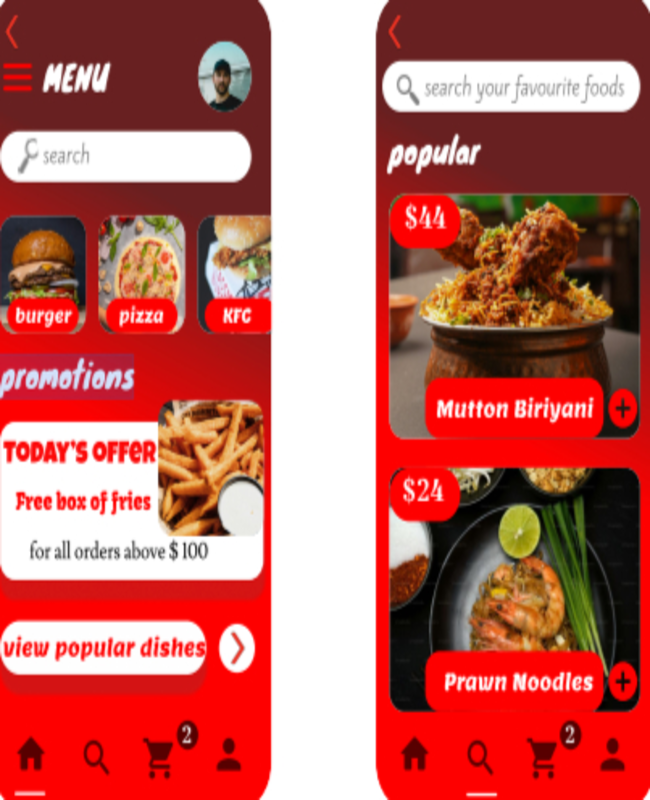 MENU
search
burger
pizza
KFC
promotions
TODAY'S OFFER
Free box of fries
for all orders above $ 100
view popular dishes
2
search your favourite foods
popular
$44
Mutton Biriyani
+
$24
Prawn Noodles
+
2